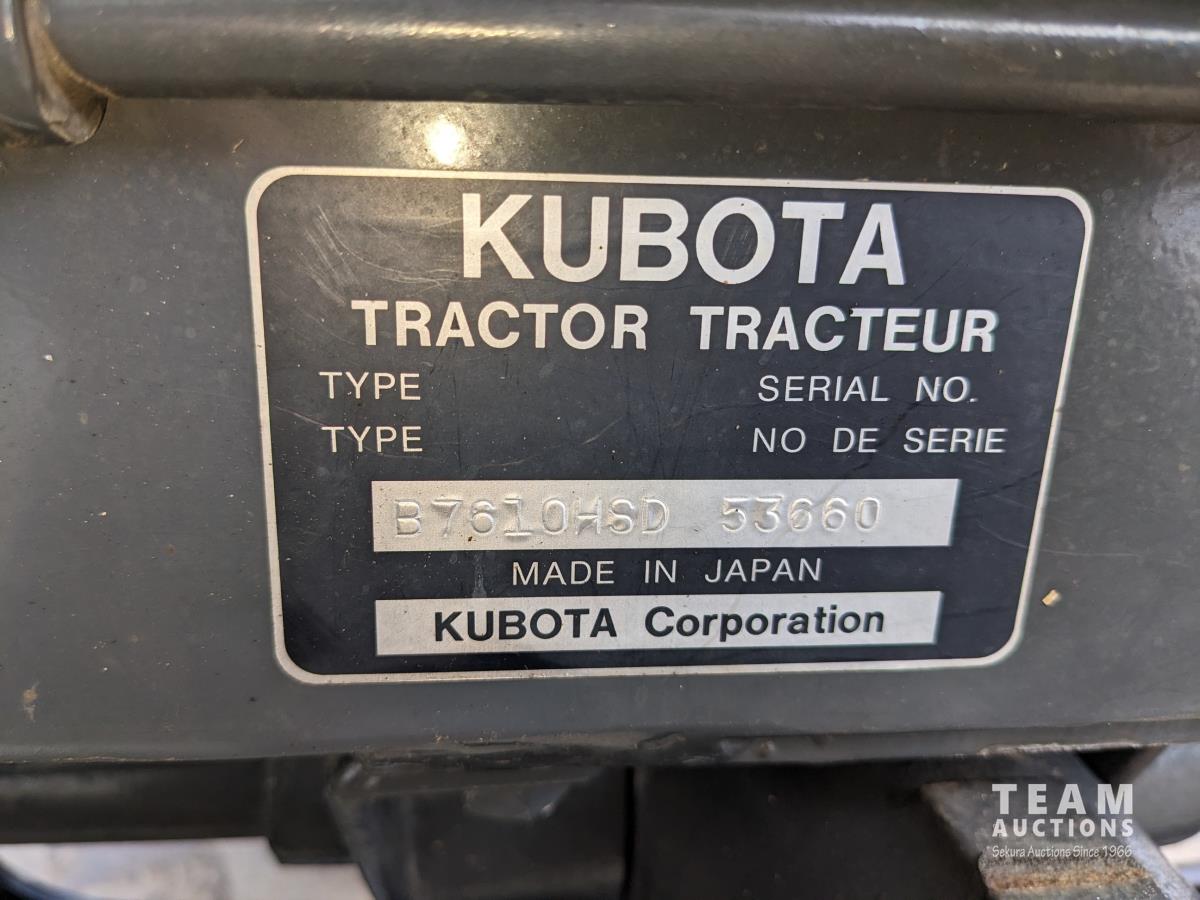 KUBOTA
TRACTOR TRACTEUR
TYPE SERIAL NO.
TYPE NO DE SERIE
B7610HSD 53660
MADE IN JAPAN
KUBOTA Corporation
TEAM
AUCTIONS
Sekura Auctions Since 1966